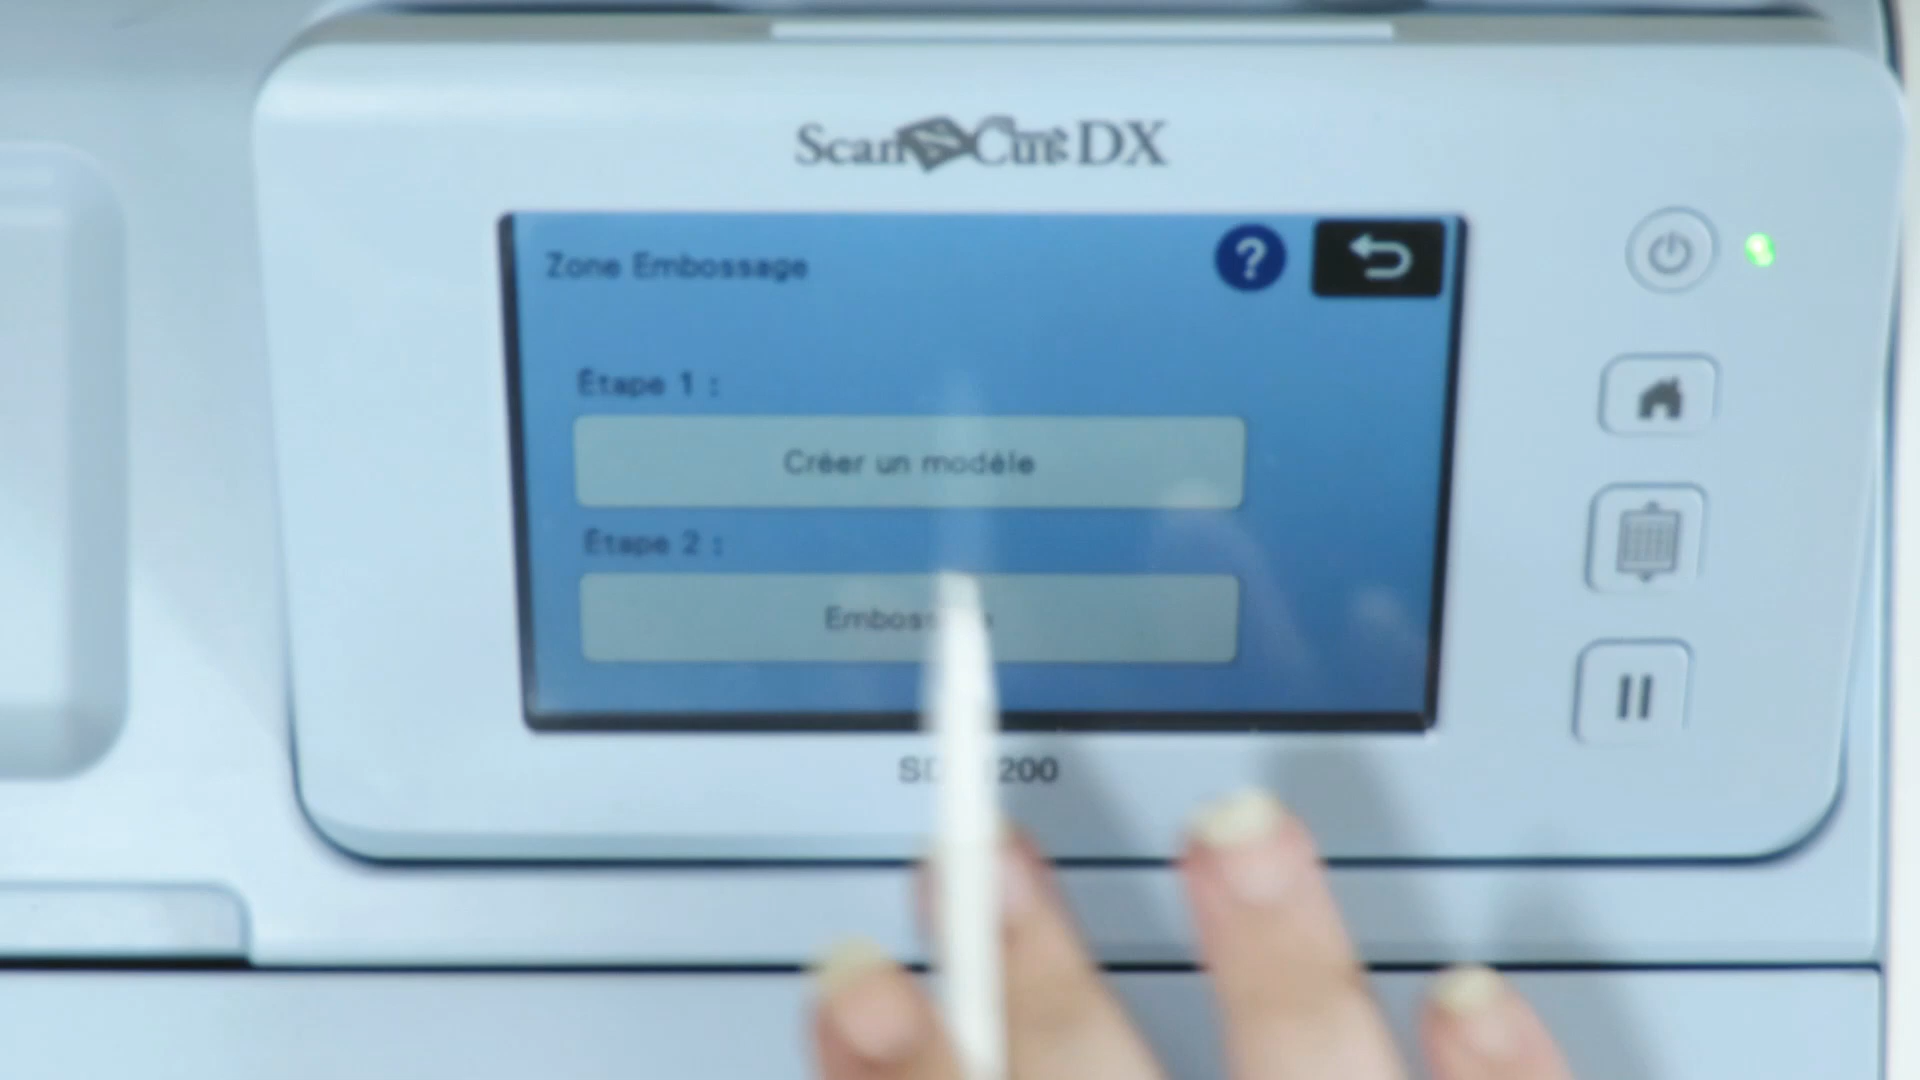 ScanNCut DX
Zone Embossage
?
Étape 1 :
Créer un modèle
Étape 2 :